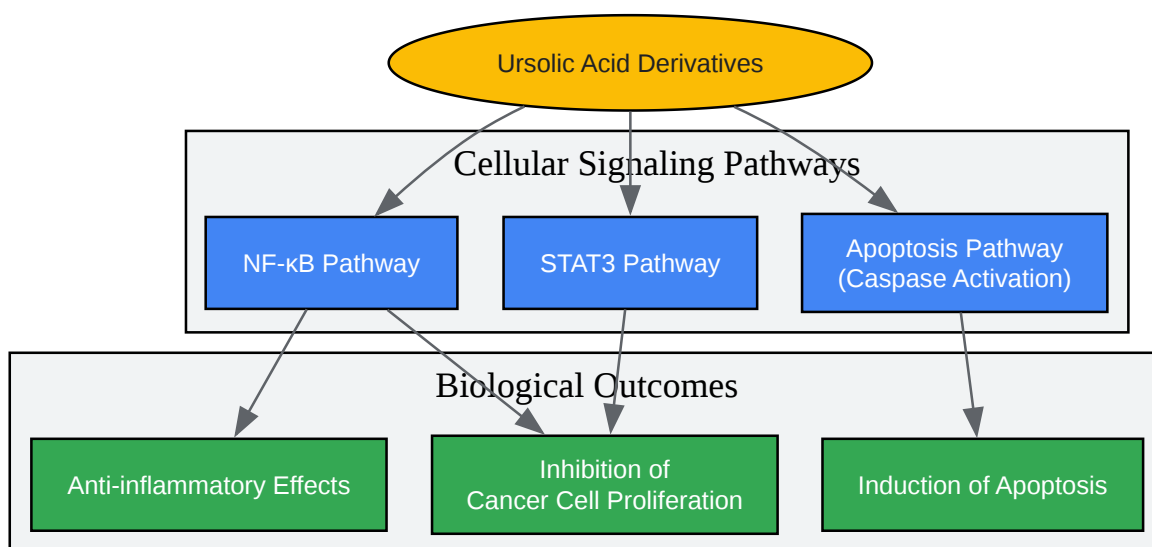 Ursolic Acid Derivatives
Cellular Signaling Pathways
NF-κB Pathway
STAT3 Pathway
Apoptosis Pathway
(Caspase Activation)
Biological Outcomes
Anti-inflammatory Effects
Inhibition of
Cancer Cell Proliferation
Induction of Apoptosis